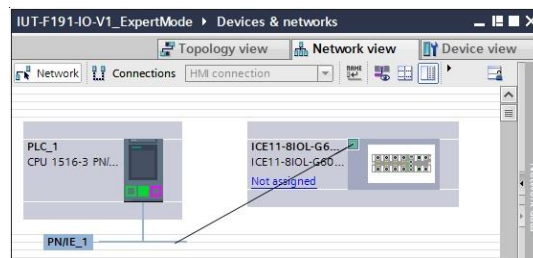 IUT-F191-IO-V1_ExpertMode ▸ Devices & networks
Topology view Network view Device view
Network Connections HMI connection
PLC_1
CPU 1516-3 PN/...
ICE11-8IOL-G6...
ICE11-8IOL-G60...
Not assigned
PN/IE_1